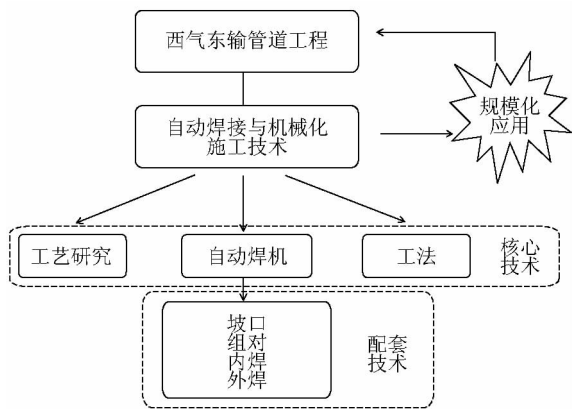 西气东输管道工程
规模化
应用
自动焊接与机械化
施工技术
工艺研究
自动焊机
工法
核心
技术
坡口
组对
内焊
外焊
配套
技术